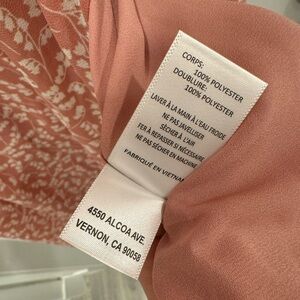 CORPS:
100% POLYESTER
DOUBLURE:
100% POLYESTER
LAVER À LA MAIN À L'EAU FROIDE
NE PAS JAVELLISER
SÉCHER À L'AIR
FER À REPASSER SI NÉCESSAIRE
NE PAS SÉCHER EN MACHINE
FABRIQUÉ EN VIETNAM
4550 ALCOA AVE.
VERNON, CA 90058